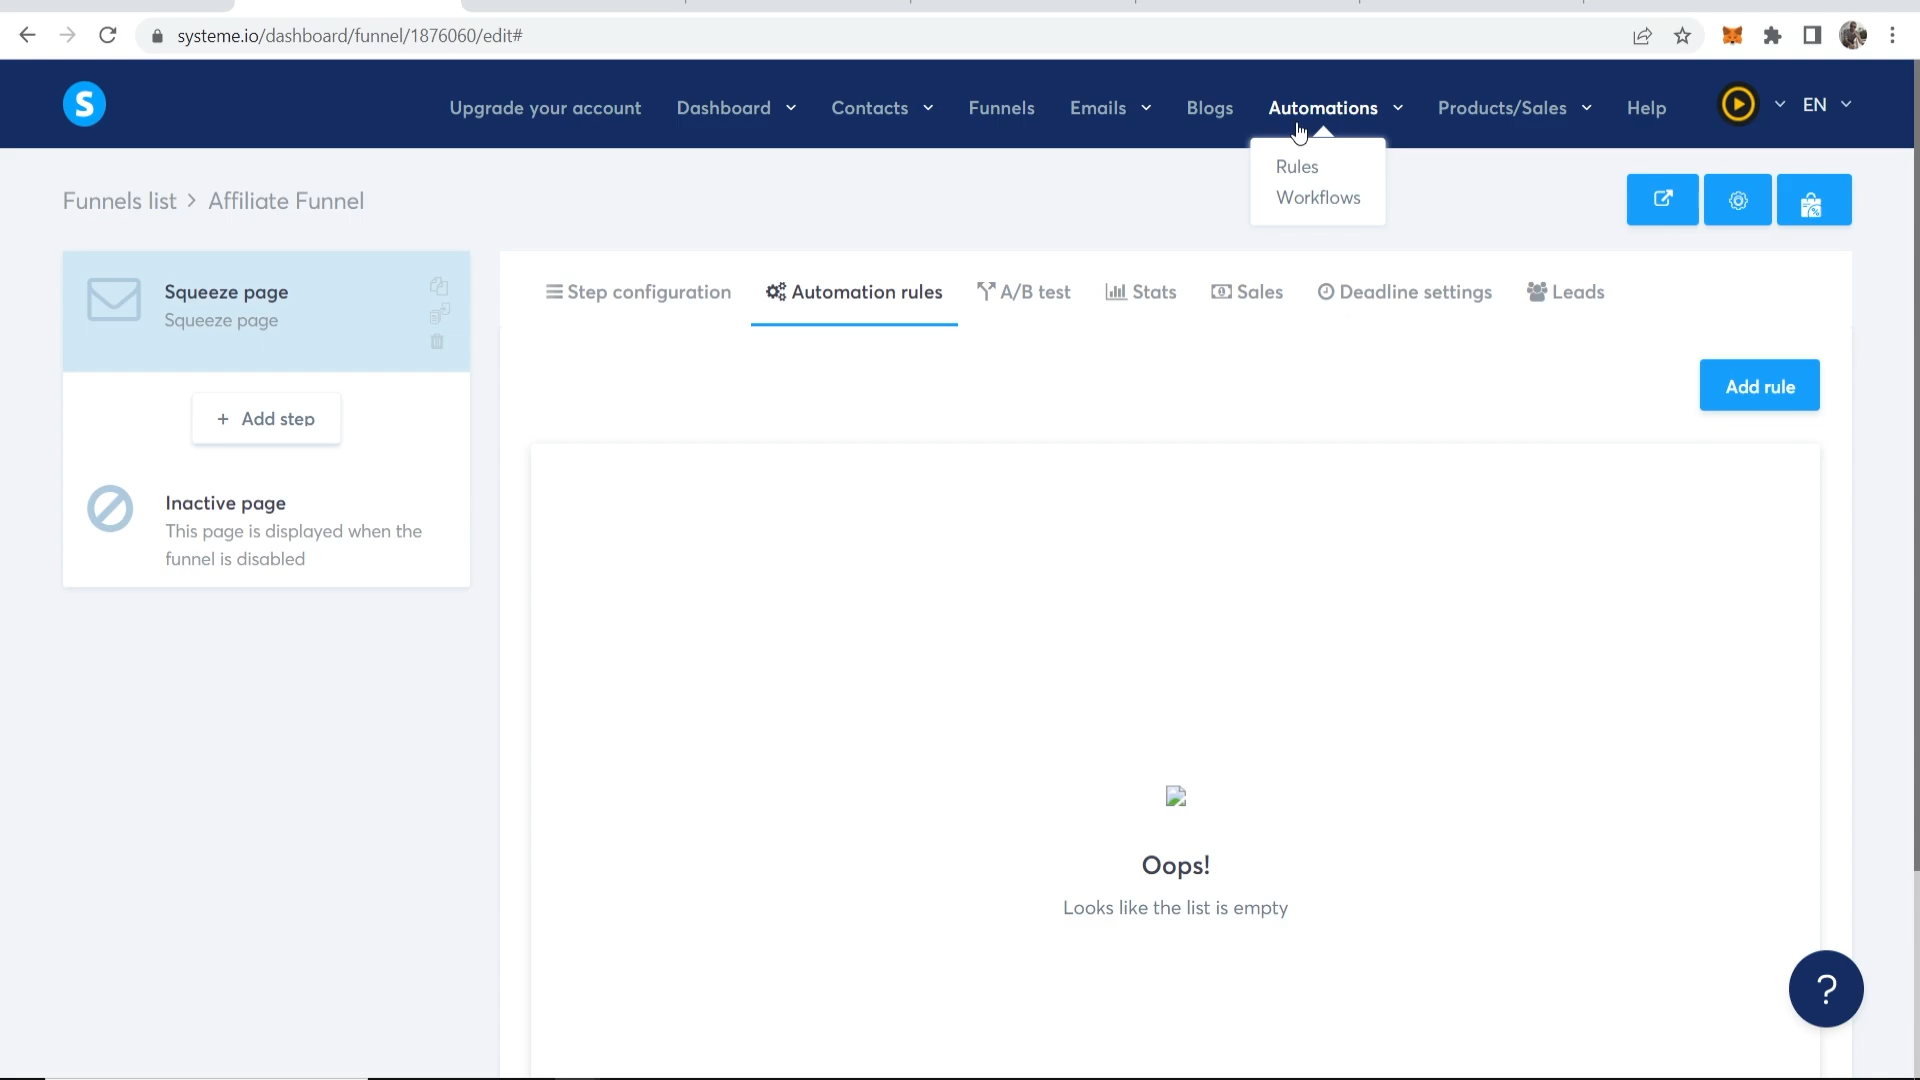 systeme.io/dashboard/funnel/1876060/edit#
S
Upgrade your account
Dashboard
Contacts
Funnels
Emails
Blogs
Automations
Products/Sales
Help
EN
Rules
Workflows
Funnels list > Affiliate Funnel
Squeeze page
Squeeze page
+ Add step
Inactive page
This page is displayed when the
funnel is disabled
Step configuration
Automation rules
A/B test
Stats
Sales
Deadline settings
Leads
Add rule
Oops!
Looks like the list is empty
?